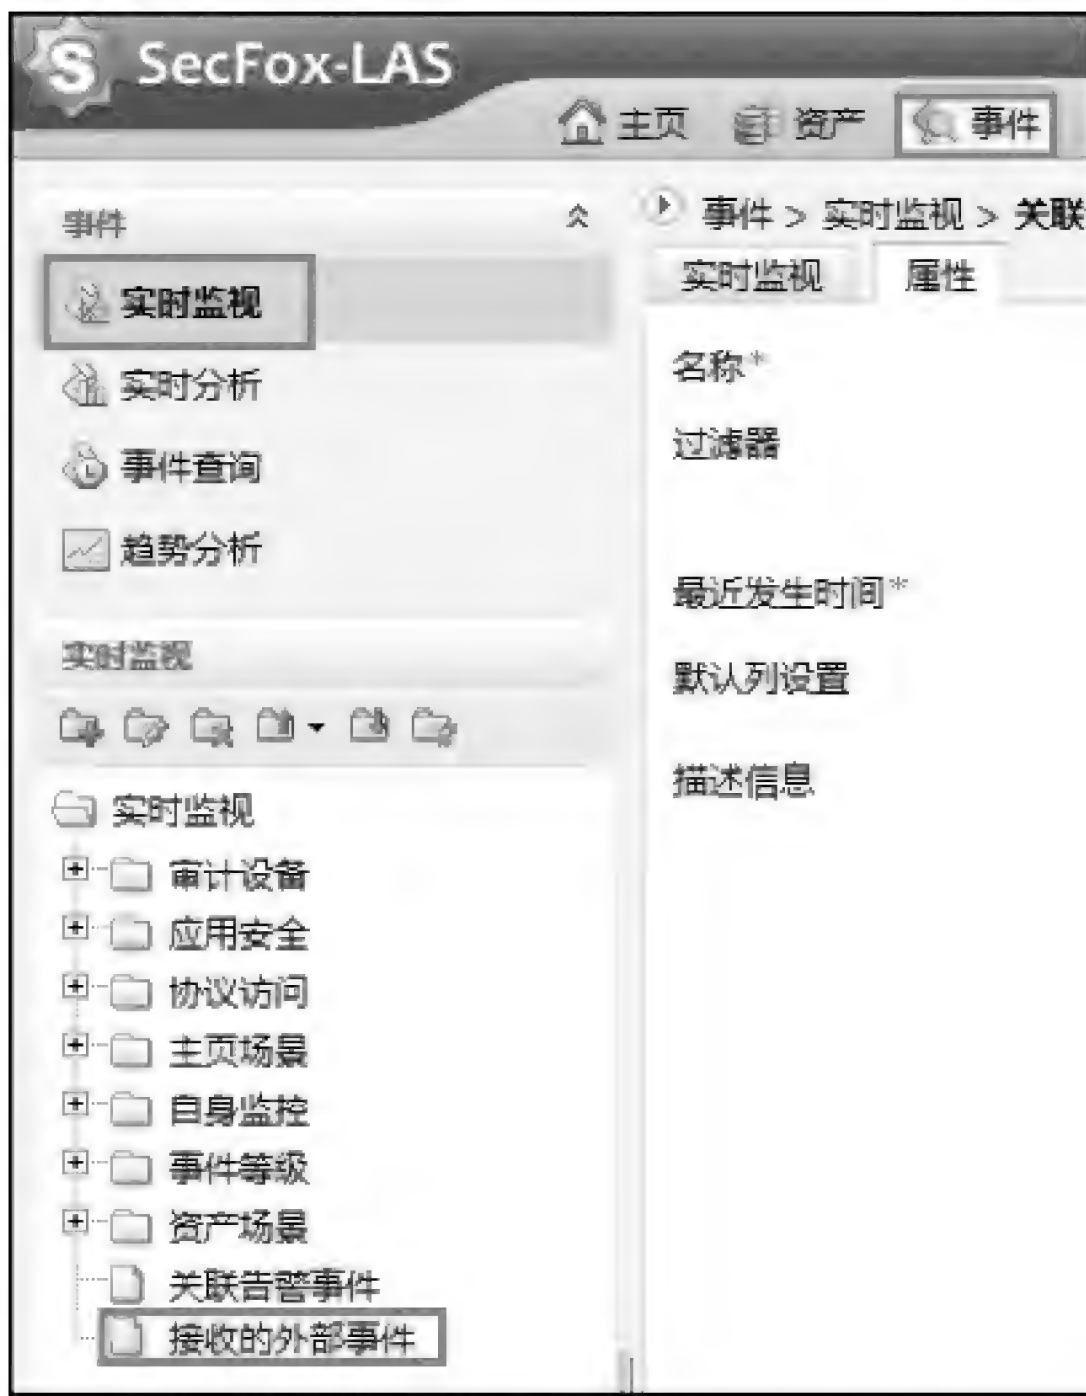 SecFox-LAS
主页 资产 事件
事件
实时监视
实时分析
事件查询
趋势分析
实时监视
实时监视
审计设备
应用安全
协议访问
主页场景
自身监控
事件等级
资产场景
关联告警事件
接收的外部事件
事件 > 实时监视 > 关联
实时监视 属性
名称*
过滤器
最近发生时间*
默认列设置
描述信息